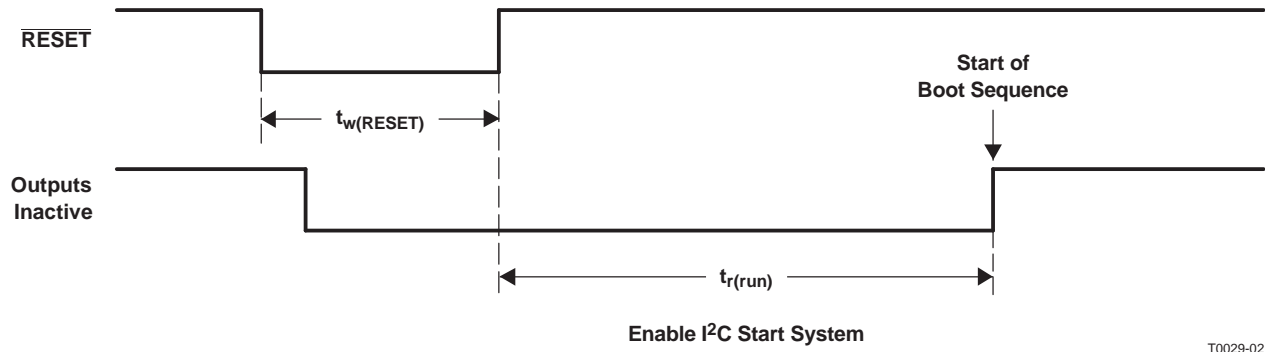 RESET
Start of
Boot Sequence
tw(RESET)
Outputs
Inactive
tr(run)
Enable I2C Start System
T0029-02